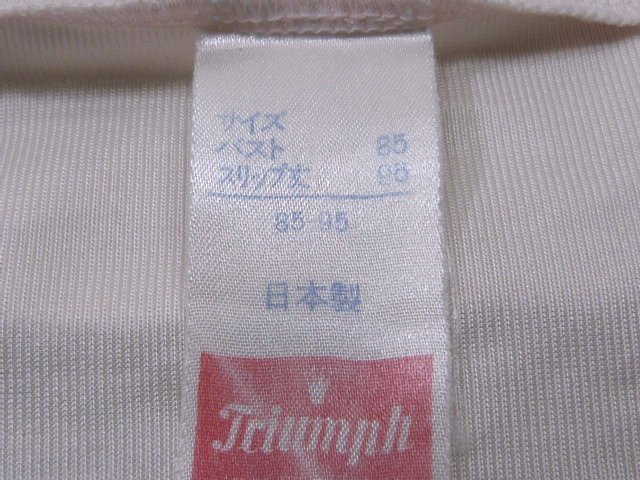 サイズ
バスト 85
スリップ丈 95
85-95
日本製
Triumph